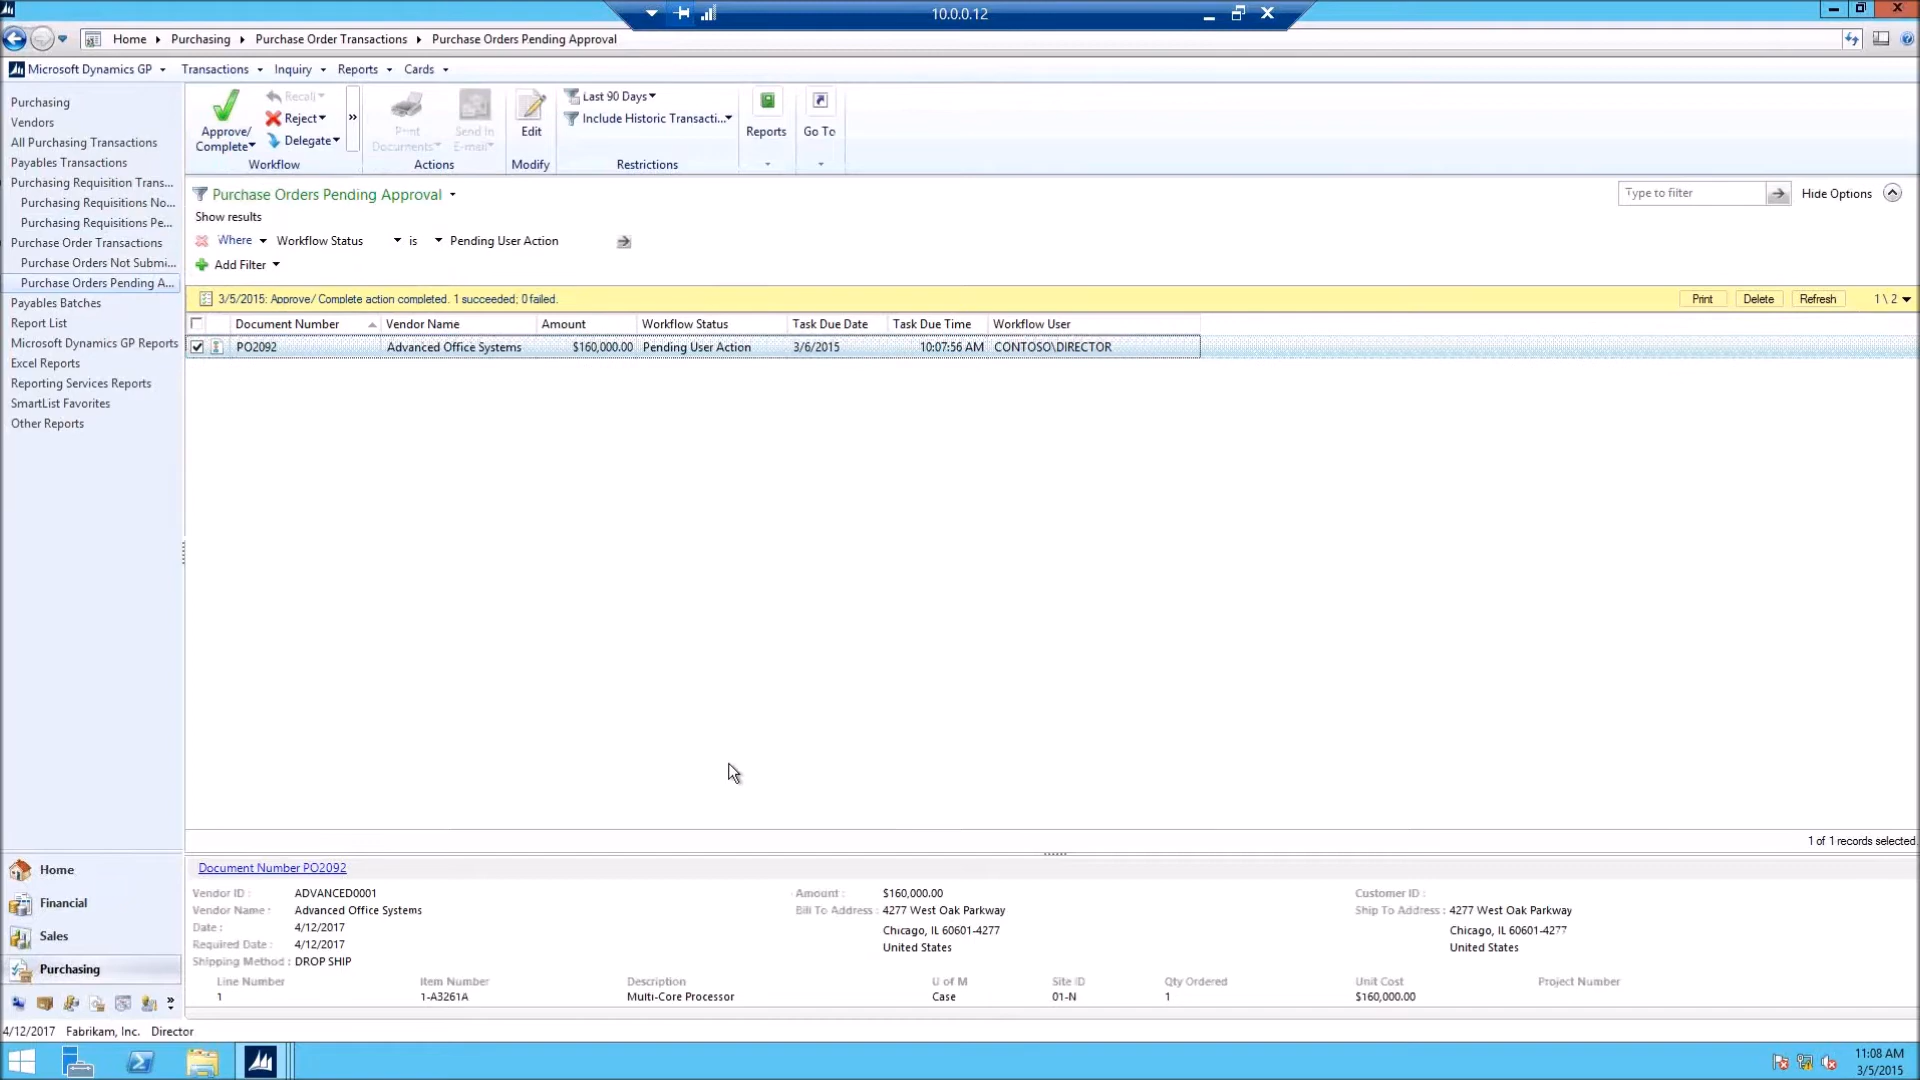 10.0.0.12
Home Purchasing Purchase Order Transactions Purchase Orders Pending Approval
Microsoft Dynamics GP Transactions Inquiry Reports Cards
Purchasing
Vendors
All Purchasing Transactions
Payables Transactions
Purchasing Requisition Trans...
Purchasing Requisitions No...
Purchasing Requisitions Pe...
Purchase Order Transactions
Purchase Orders Not Submi...
Purchase Orders Pending A...
Payables Batches
Report List
Microsoft Dynamics GP Reports
Excel Reports
Reporting Services Reports
SmartList Favorites
Other Reports
Approve/
Complete
Recall
Reject
Delegate
Workflow
Print
Documents
Send In
E-mail
Actions
Edit
Modify
Last 90 Days
Include Historic Transacti...
Restrictions
Reports
Go To
Purchase Orders Pending Approval
Type to filter
Hide Options
Show results
Where Workflow Status is Pending User Action
Add Filter
3/5/2015: Approve/ Complete action completed. 1 succeeded; 0 failed.
Print Delete Refresh 1 \ 2
Document Number Vendor Name Amount Workflow Status Task Due Date Task Due Time Workflow User
PO2092 Advanced Office Systems $160,000.00 Pending User Action 3/6/2015 10:07:56 AM CONTOSO\DIRECTOR
1 of 1 records selected.
Home
Financial
Sales
Purchasing
Document Number PO2092
Vendor ID : ADVANCED0001
Vendor Name : Advanced Office Systems
Date : 4/12/2017
Required Date : 4/12/2017
Shipping Method : DROP SHIP
Amount : $160,000.00
Bill To Address : 4277 West Oak Parkway
Chicago, IL 60601-4277
United States
Customer ID :
Ship To Address : 4277 West Oak Parkway
Chicago, IL 60601-4277
United States
Line Number Item Number Description U of M Site ID Qty Ordered Unit Cost Project Number
1 1-A3261A Multi-Core Processor Case 01-N 1 $160,000.00
4/12/2017 Fabrikam, Inc. Director
11:08 AM
3/5/2015